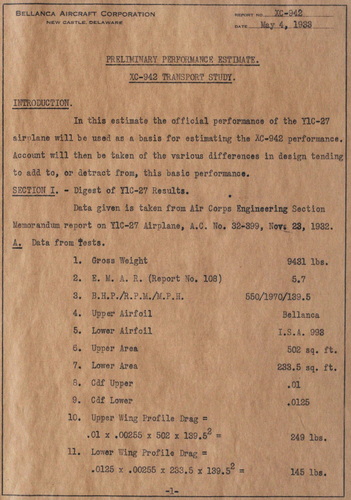 BELLANCA AIRCRAFT CORPORATION
NEW CASTLE, DELAWARE
REPORT NO. XC-942
DATE May 4, 1933
PRELIMINARY PERFORMANCE ESTIMATE.
XC-942 TRANSPORT STUDY.
INTRODUCTION.
In this estimate the official performance of the Y1C-27
airplane will be used as a basis for estimating the XC-942 performance.
Account will then be taken of the various differences in design tending
to add to, or detract from, this basic performance.
SECTION I. - Digest of Y1C-27 Results.
Data given is taken from Air Corps Engineering Section
Memorandum report on Y1C-27 Airplane, A.C. No. 32-399, Nov. 23, 1932.
A. Data from Tests.
1. Gross Weight 9431 lbs.
2. E. M. A. R. (Report No. 108) 5.7
3. B.H.P./R.P.M./M.P.H. 550/1970/139.5
4. Upper Airfoil Bellanca
5. Lower Airfoil I.S.A. 993
6. Upper Area 502 sq. ft.
7. Lower Area 233.5 sq. ft.
8. Cdf Upper .01
9. Cdf Lower .0125
10. Upper Wing Profile Drag =
.01 x .00255 x 502 x 139.5² = 249 lbs.
11. Lower Wing Profile Drag =
.0125 x .00255 x 233.5 x 139.5² = 145 lbs.
-1-